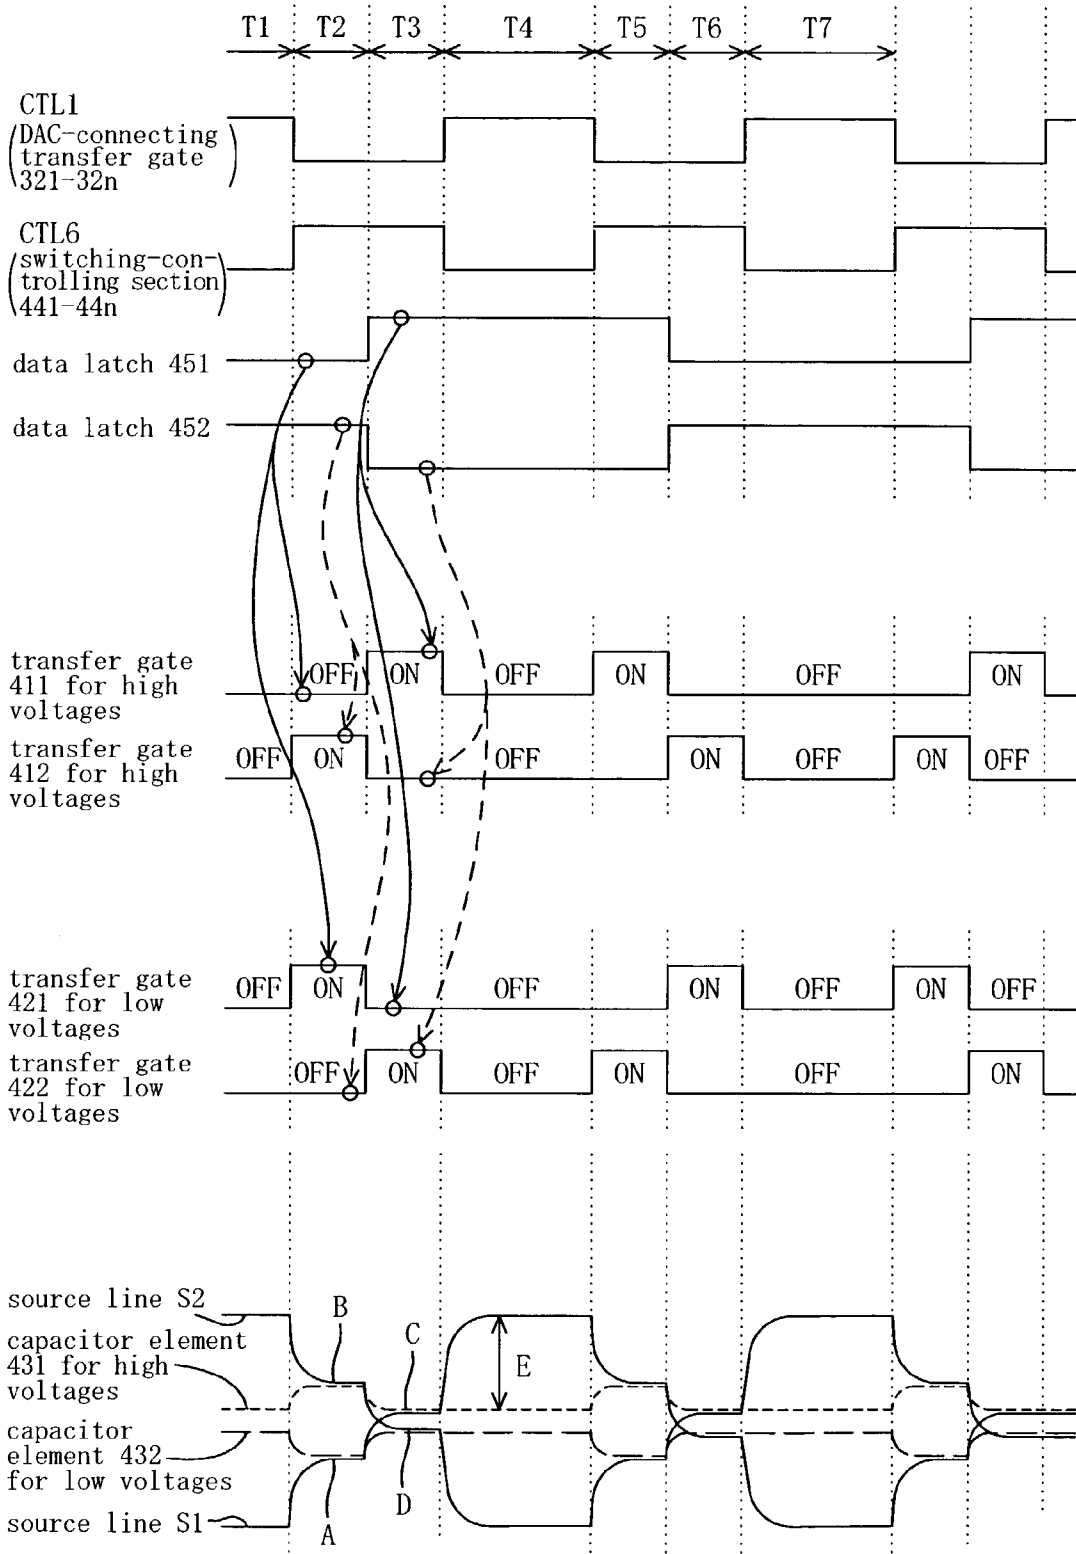 T1 T2 T3 T4 T5 T6 T7
CTL1
(DAC-connecting
transfer gate
321-32n)
CTL6
(switching-con-
trolling section
441-44n)
data latch 451
data latch 452
transfer gate
411 for high
voltages
OFF ON OFF ON OFF ON
transfer gate
412 for high
voltages
OFF ON OFF ON OFF ON OFF
transfer gate
421 for low
voltages
OFF ON OFF ON OFF ON OFF
transfer gate
422 for low
voltages
OFF ON OFF ON OFF ON
source line S2
B
capacitor element
431 for high
voltages
C
E
capacitor
element 432
for low voltages
D
source line S1
A